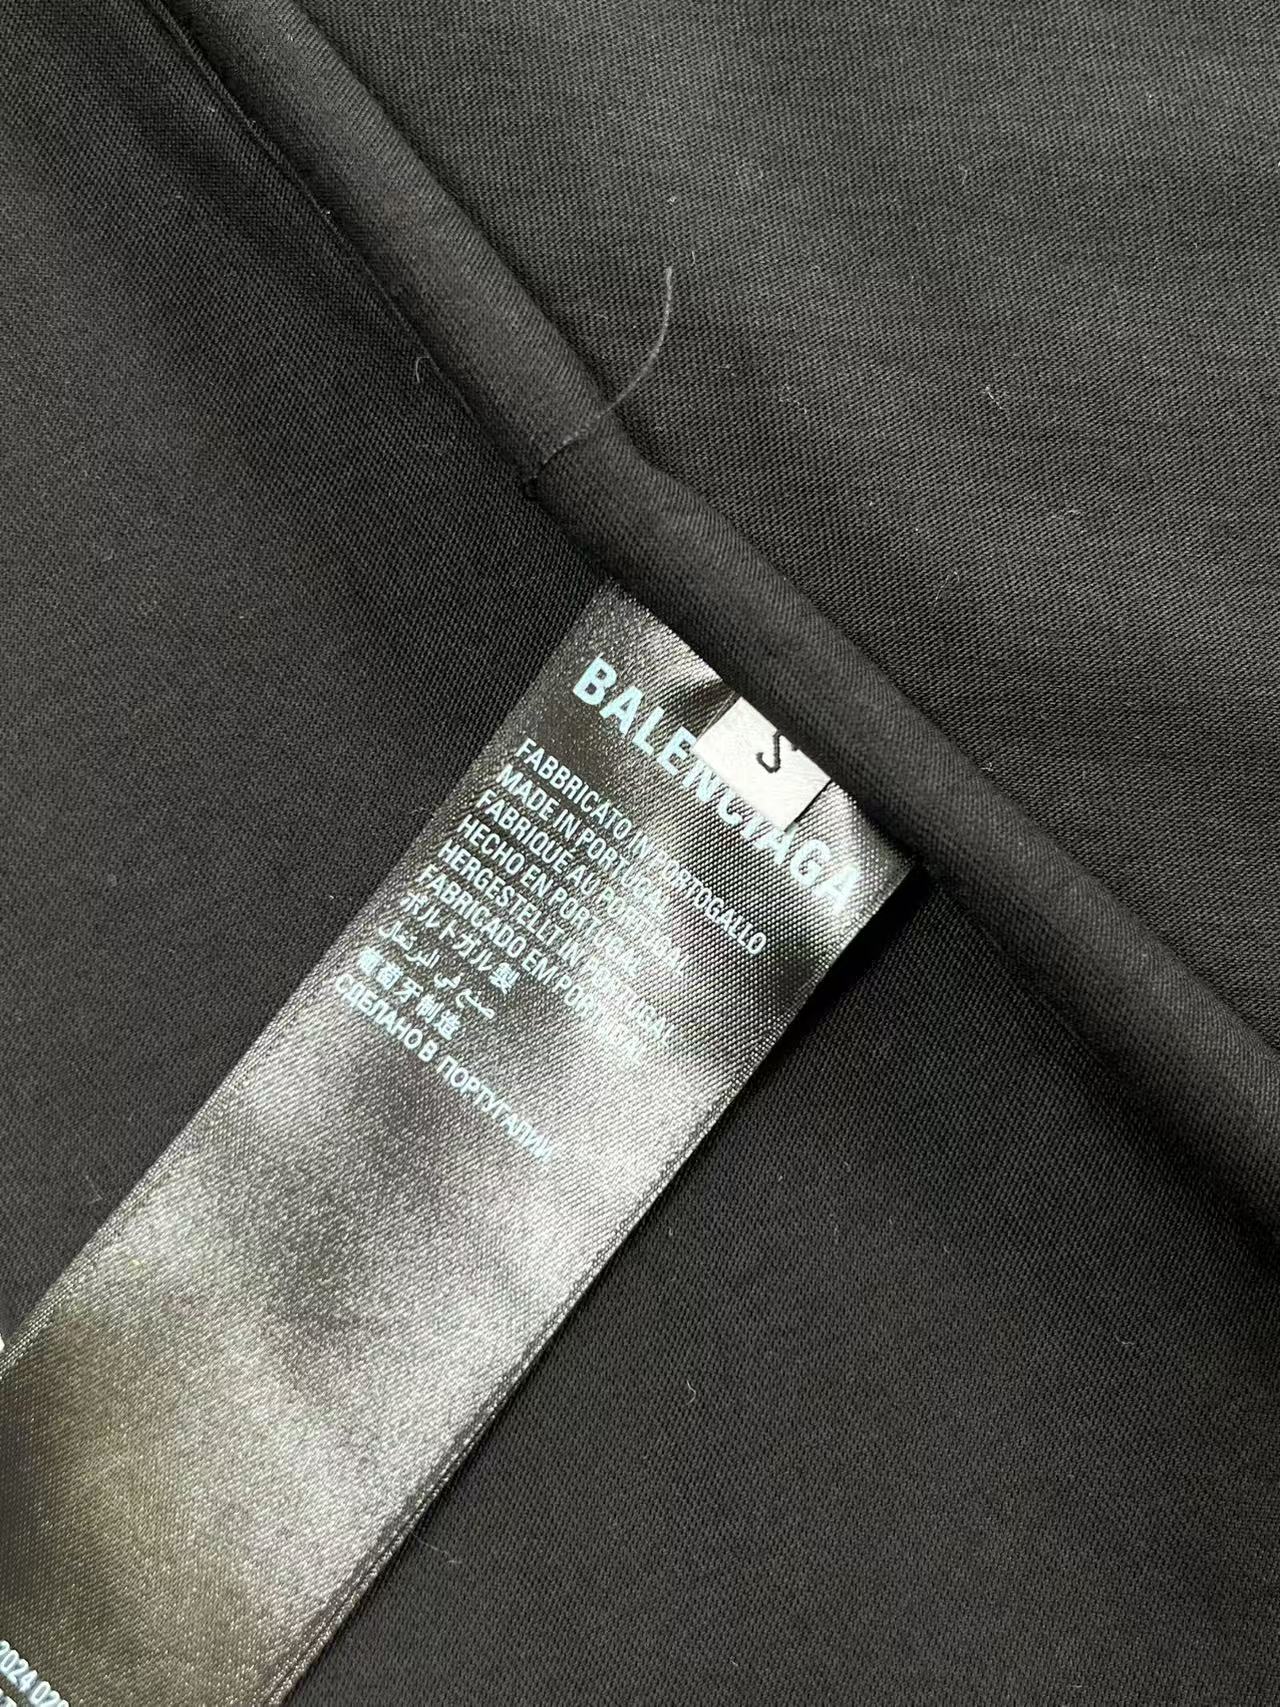 BALENCIAGA
S
FABBRICATO IN PORTOGALLO
MADE IN PORTUGAL
FABRIQUE AU PORTUGAL
HECHO EN PORTUGAL
HERGESTELLT IN PORTUGAL
FABRICADO EM PORTUGAL
ポルトガル製
صنع في البرتغال
葡萄牙制造
СДЕЛАНО В ПОРТУГАЛИИ
2024